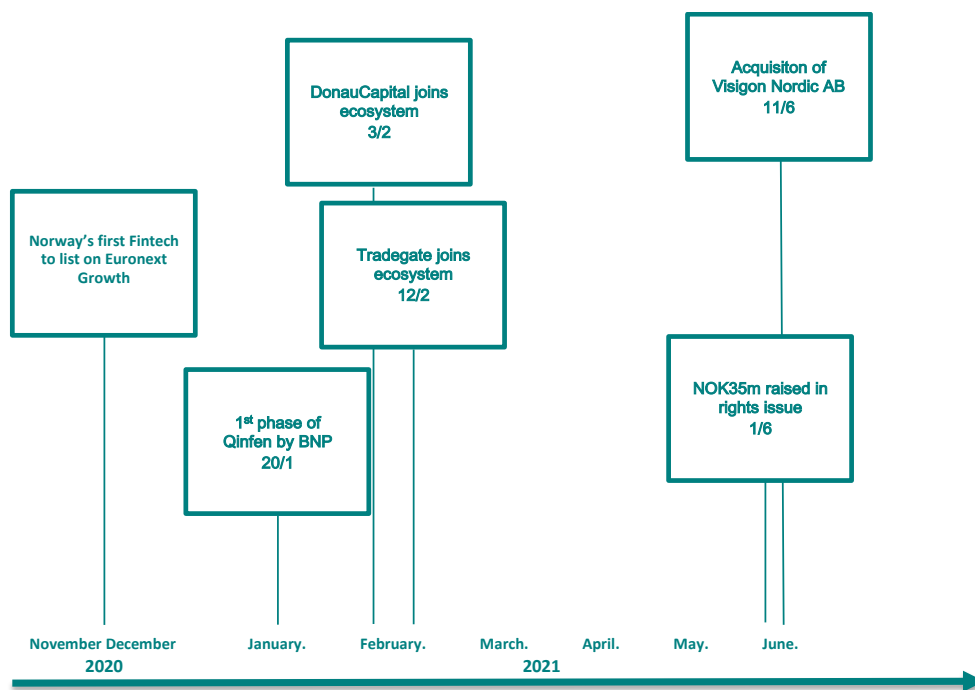 Acquisiton of
Visigon Nordic AB
11/6
DonauCapital joins
ecosystem
3/2
Norway's first Fintech
to list on Euronext
Growth
Tradegate joins
ecosystem
12/2
1st phase of
Qinfen by BNP
20/1
NOK35m raised in
rights issue
1/6
November December January. February. March. April. May. June.
2020 2021